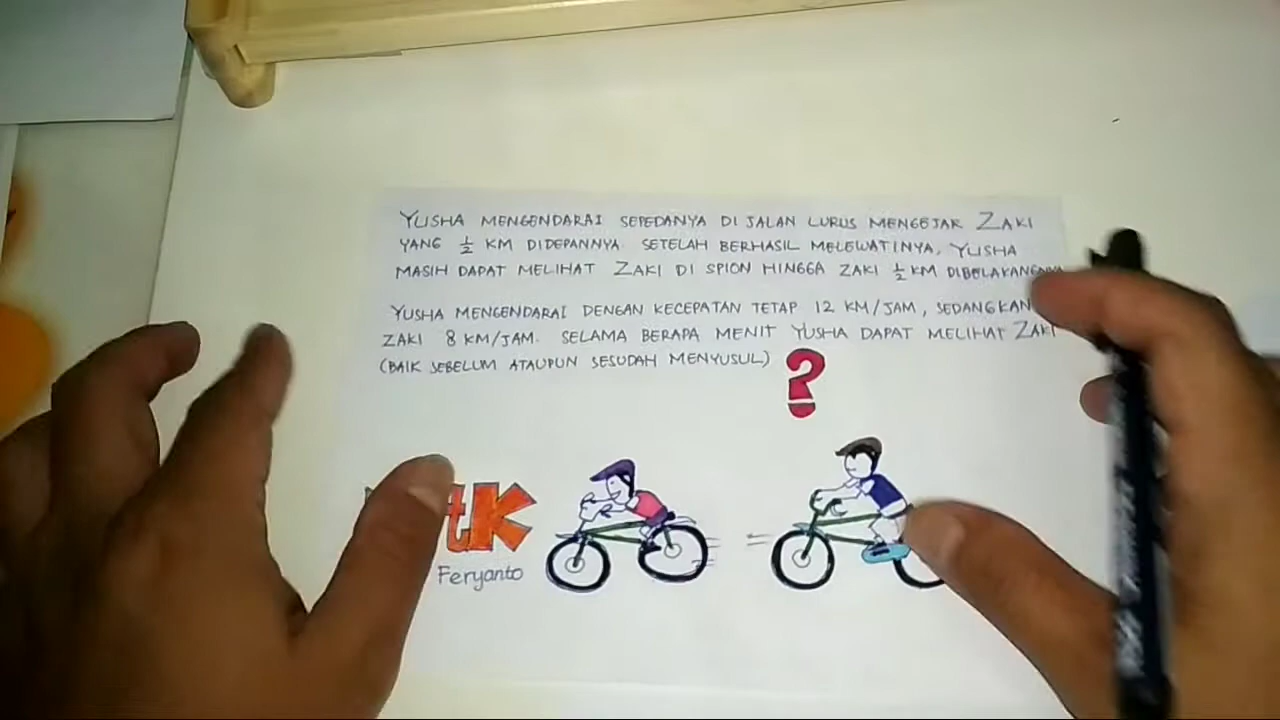 YUSHA MENGENDARAI SEPEDANYA DI JALAN LURUS MENGEJAR ZAKI
YANG ½ KM DIDEPANNYA. SETELAH BERHASIL MELEWATINYA, YUSHA
MASIH DAPAT MELIHAT ZAKI DI SPION HINGGA ZAKI ½ KM DIBELAKANGNYA
YUSHA MENGENDARAI DENGAN KECEPATAN TETAP 12 KM/JAM, SEDANGKAN
ZAKI 8 KM/JAM. SELAMA BERAPA MENIT YUSHA DAPAT MELIHAT ZAKI
(BAIK SEBELUM ATAUPUN SESUDAH MENYUSUL)
?
Feryanto